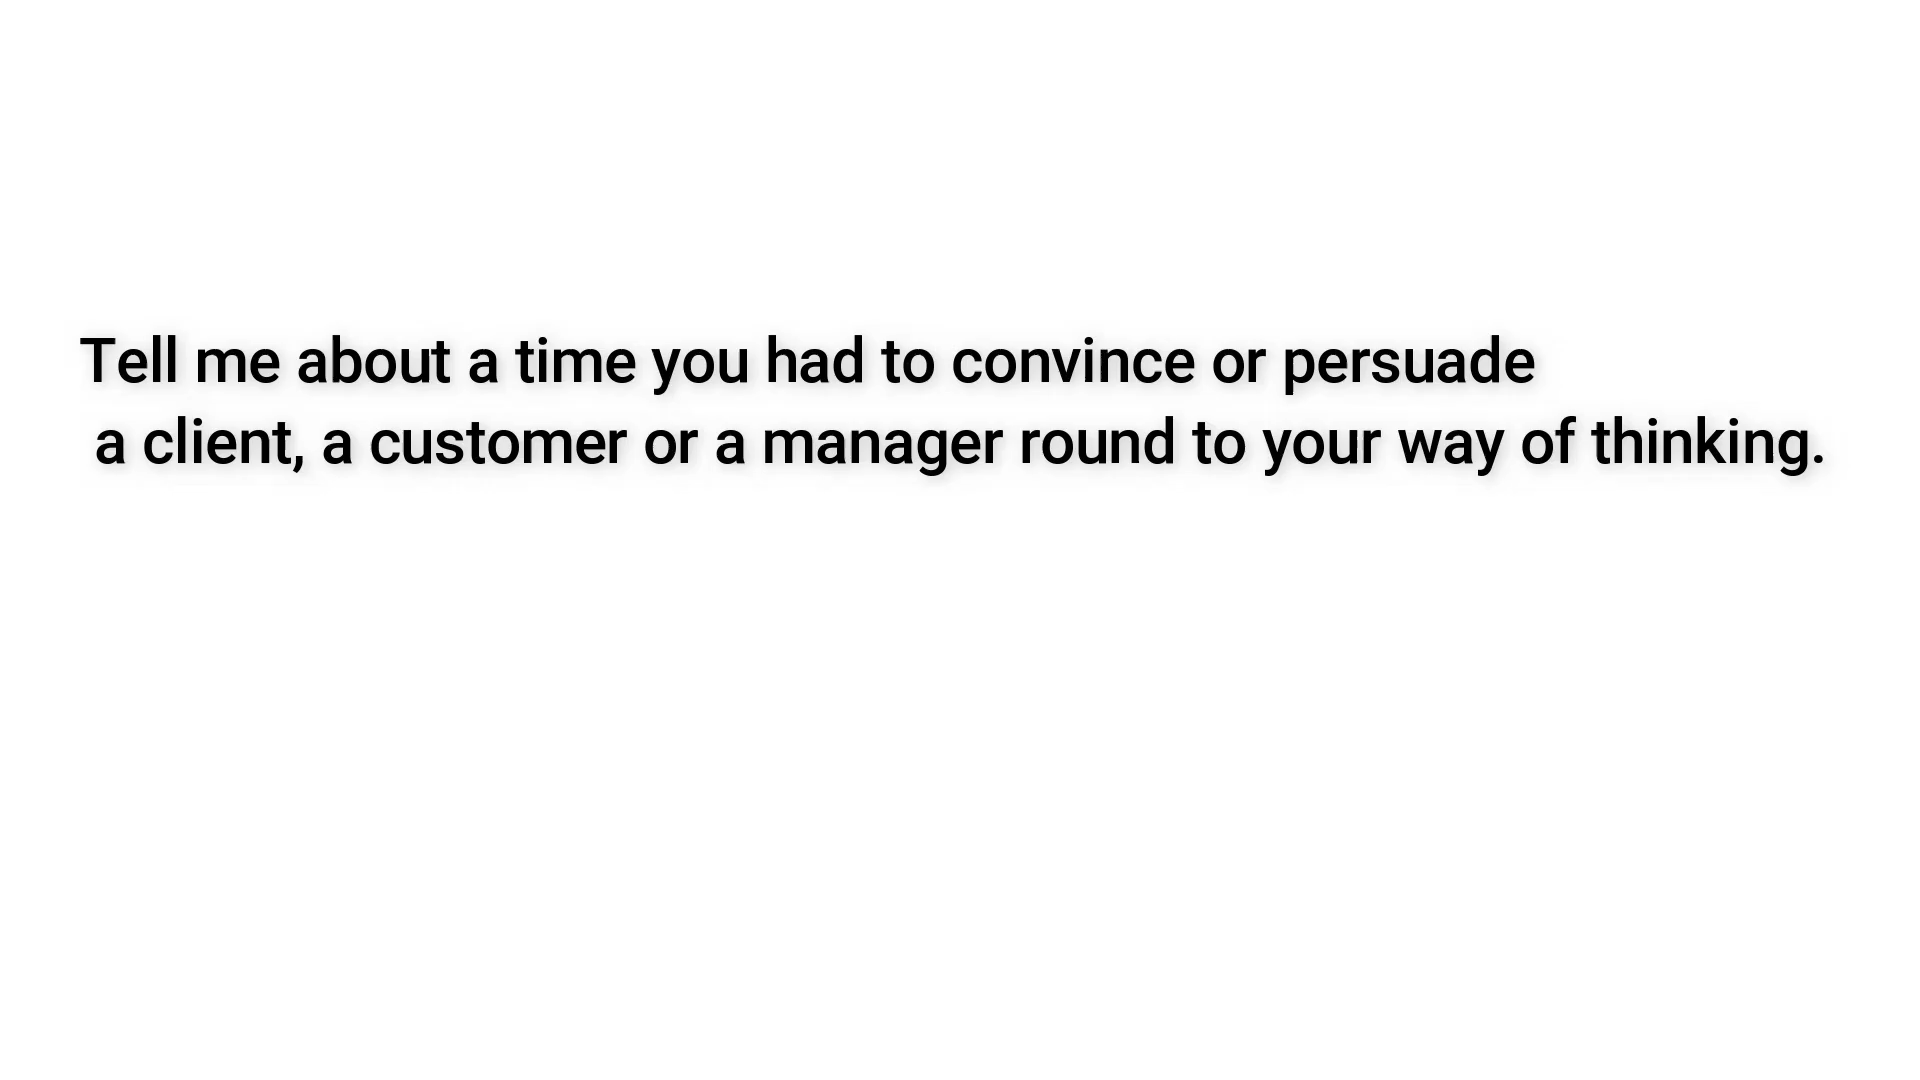 Tell me about a time you had to convince or persuade
a client, a customer or a manager round to your way of thinking.